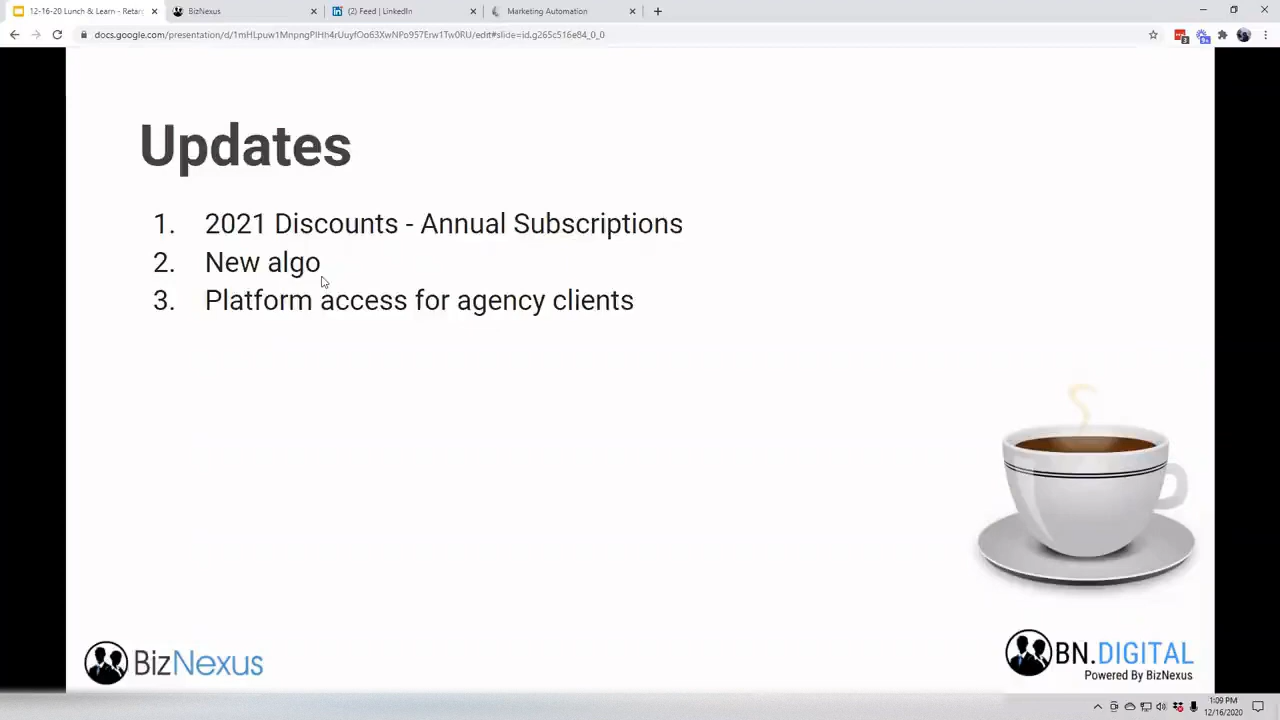 12-16-20 Lunch & Learn - Retarg
BizNexus
(2) Feed | LinkedIn
Marketing Automation
Updates
1. 2021 Discounts - Annual Subscriptions
2. New algo
3. Platform access for agency clients
BizNexus
BN.DIGITAL
Powered By BizNexus
1:09 PM
12/16/2020